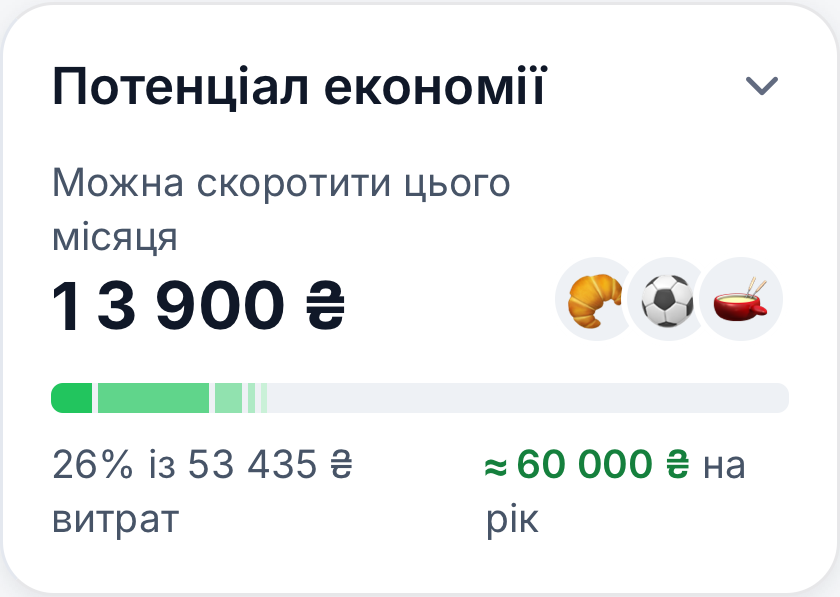 Потенціал економії
Можна скоротити цього
місяця
13 900 ₴
26% із 53 435 ₴
витрат
≈ 60 000 ₴ на
рік